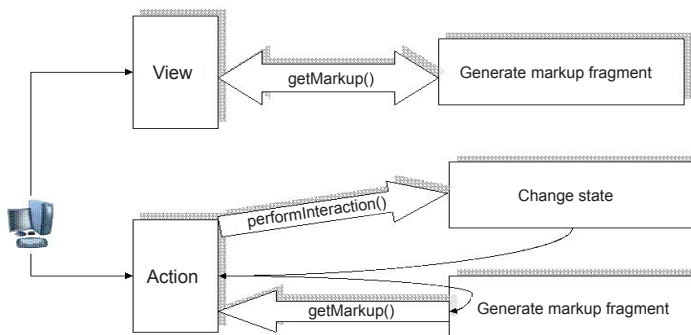 View
getMarkup()
Generate markup fragment
performInteraction()
Change state
Action
getMarkup()
Generate markup fragment